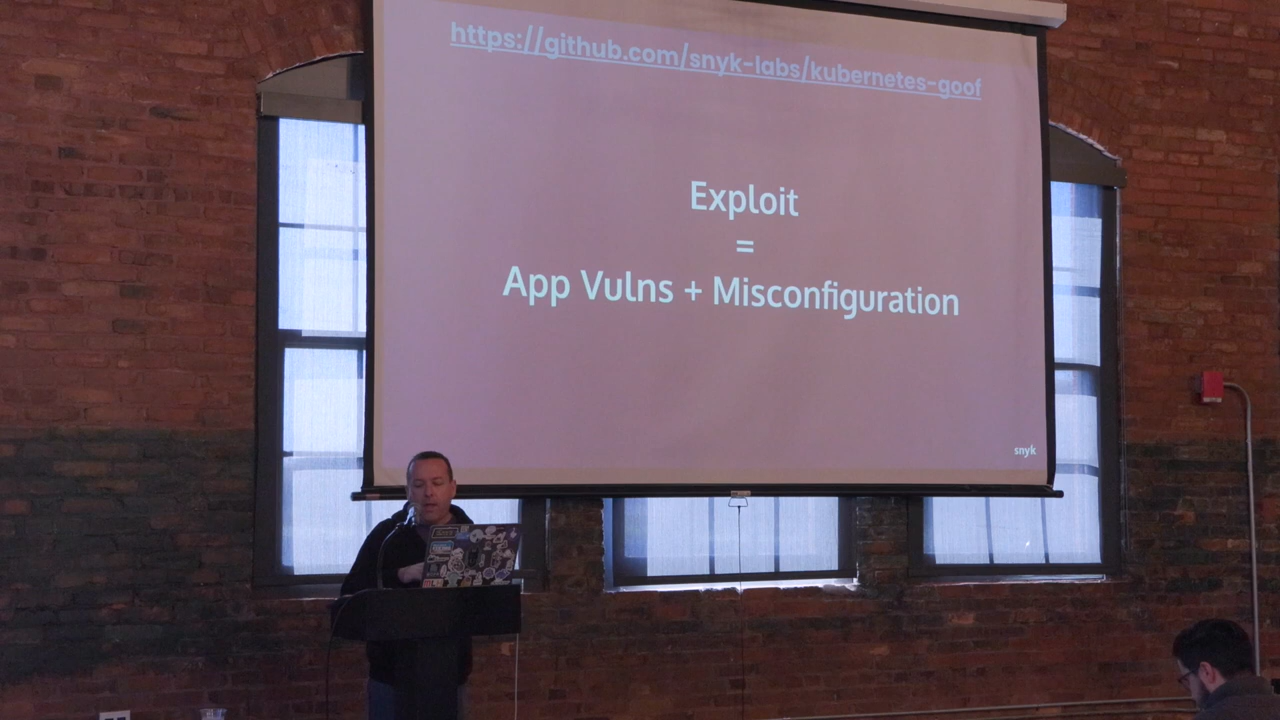 https://github.com/snyk-labs/kubernetes-goof
Exploit
=
App Vulns + Misconfiguration
snyk